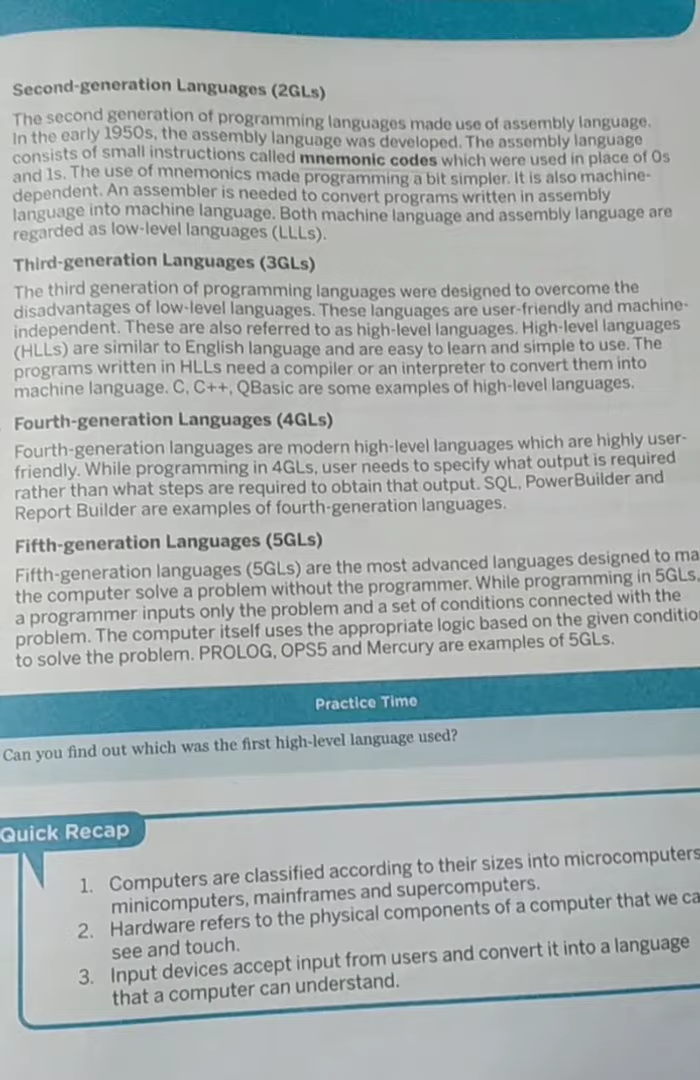 Second-generation Languages (2GLs)
The second generation of programming languages made use of assembly language.
In the early 1950s, the assembly language was developed. The assembly language
consists of small instructions called mnemonic codes which were used in place of 0s
and 1s. The use of mnemonics made programming a bit simpler. It is also machine-
dependent. An assembler is needed to convert programs written in assembly
language into machine language. Both machine language and assembly language are
regarded as low-level languages (LLLs).
Third-generation Languages (3GLs)
The third generation of programming languages were designed to overcome the
disadvantages of low-level languages. These languages are user-friendly and machine-
independent. These are also referred to as high-level languages. High-level languages
(HLLs) are similar to English language and are easy to learn and simple to use. The
programs written in HLLs need a compiler or an interpreter to convert them into
machine language. C, C++, QBasic are some examples of high-level languages.
Fourth-generation Languages (4GLs)
Fourth-generation languages are modern high-level languages which are highly user-
friendly. While programming in 4GLs, user needs to specify what output is required
rather than what steps are required to obtain that output. SQL, PowerBuilder and
Report Builder are examples of fourth-generation languages.
Fifth-generation Languages (5GLs)
Fifth-generation languages (5GLs) are the most advanced languages designed to ma
the computer solve a problem without the programmer. While programming in 5GLs,
a programmer inputs only the problem and a set of conditions connected with the
problem. The computer itself uses the appropriate logic based on the given conditio
to solve the problem. PROLOG, OPS5 and Mercury are examples of 5GLs.
Practice Time
Can you find out which was the first high-level language used?
Quick Recap
1. Computers are classified according to their sizes into microcomputers
minicomputers, mainframes and supercomputers.
2. Hardware refers to the physical components of a computer that we ca
see and touch.
3. Input devices accept input from users and convert it into a language
that a computer can understand.